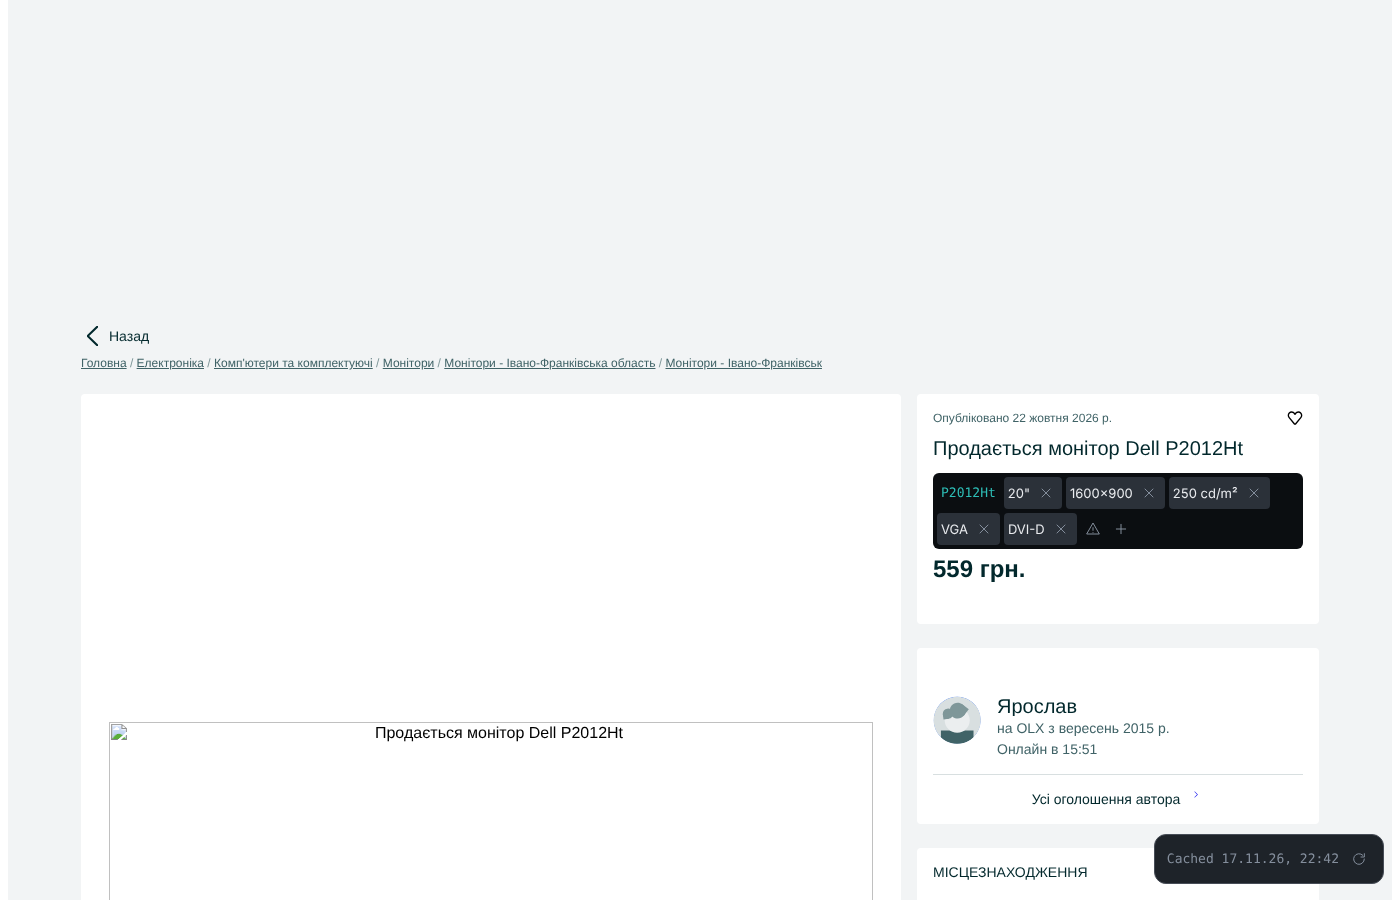 Назад
Головна / Електроніка / Комп'ютери та комплектуючі / Монітори / Монітори - Івано-Франківська область / Монітори - Івано-Франківськ
Опубліковано 22 жовтня 2026 р.
Продається монітор Dell P2012Ht
P2012Ht 20" 1600×900 250 cd/m²
VGA DVI-D
559 грн.
Продається монітор Dell P2012Ht
Ярослав
на OLX з вересень 2015 р.
Онлайн в 15:51
Усі оголошення автора
МІСЦЕЗНАХОДЖЕННЯ
Cached 17.11.26, 22:42